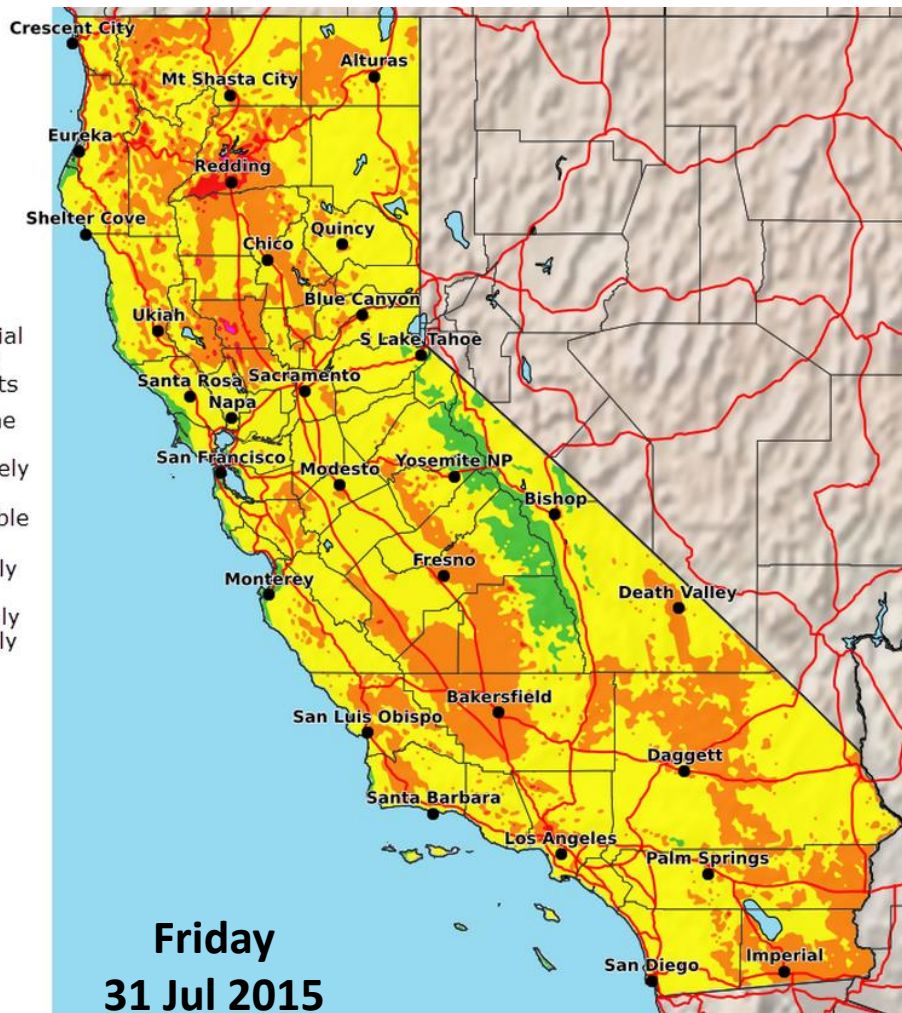 Crescent City
Alturas
Mt Shasta City
Eureka
Redding
Shelter Cove
Quincy
Chico
Blue Canyon
Ukiah
S Lake Tahoe
Santa Rosa
Sacramento
Napa
San Francisco
Modesto
Yosemite NP
Bishop
Fresno
Monterey
Death Valley
Bakersfield
San Luis Obispo
Daggett
Santa Barbara
Los Angeles
Palm Springs
Imperial
San Diego
Friday
31 Jul 2015